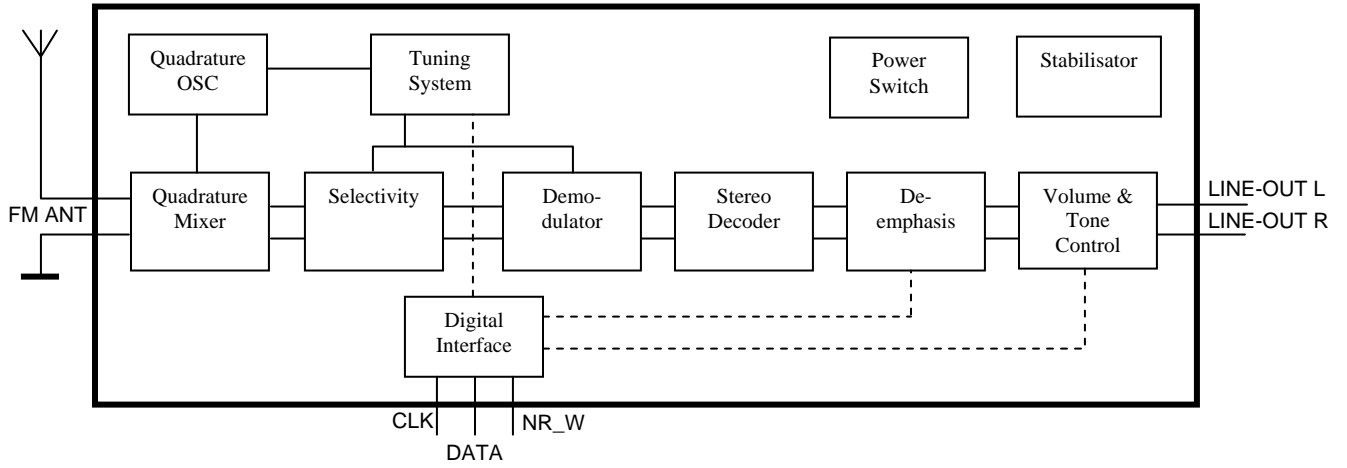 Quadrature
OSC
Tuning
System
Power
Switch
Stabilisator
FM ANT
Quadrature
Mixer
Selectivity
Demo-
dulator
Stereo
Decoder
De-
emphasis
Volume &
Tone
Control
LINE-OUT L
LINE-OUT R
Digital
Interface
CLK
DATA
NR_W